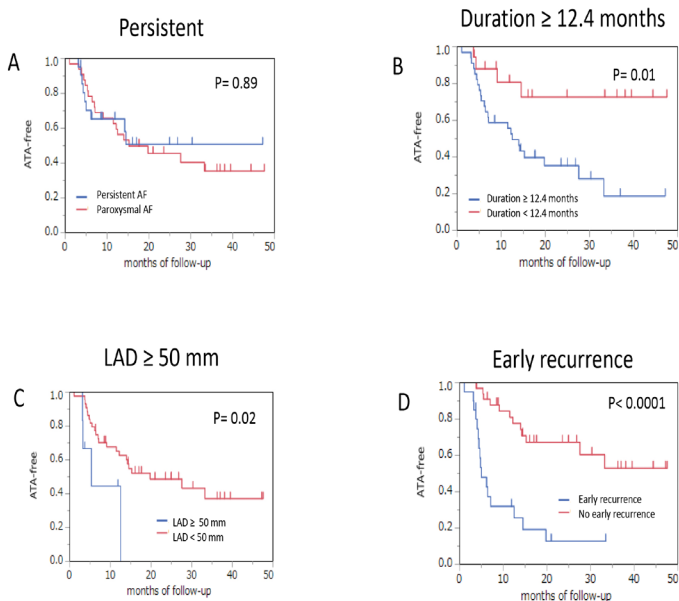 Persistent
A
P= 0.89
ATA-free
1.0
0.8
0.6
0.4
0.2
0.0
Persistent AF
Paroxysmal AF
0 10 20 30 40 50
months of follow-up
Duration ≥ 12.4 months
B
P= 0.01
ATA-free
1.0
0.8
0.6
0.4
0.2
0.0
Duration ≥ 12.4 months
Duration < 12.4 months
0 10 20 30 40 50
months of follow-up
LAD ≥ 50 mm
C
P= 0.02
ATA-free
1.0
0.8
0.6
0.4
0.2
0.0
LAD ≥ 50 mm
LAD < 50 mm
0 10 20 30 40 50
months of follow-up
Early recurrence
D
P< 0.0001
ATA-free
1.0
0.8
0.6
0.4
0.2
0.0
Early recurrence
No early recurrence
0 10 20 30 40 50
months of follow-up